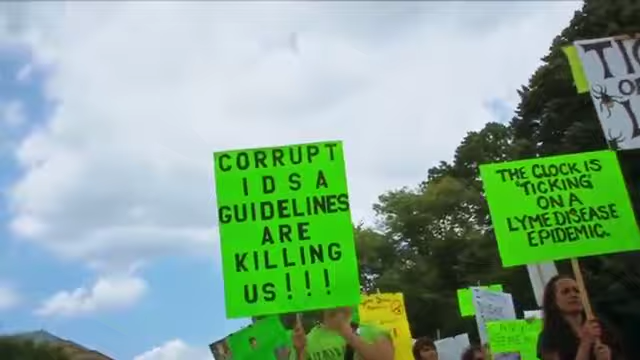 CORRUPT
IDSA
GUIDELINES
ARE
KILLING
US!!!
THE CLOCK IS
"TICKING"
ON A
LYME DISEASE
EPIDEMIC.